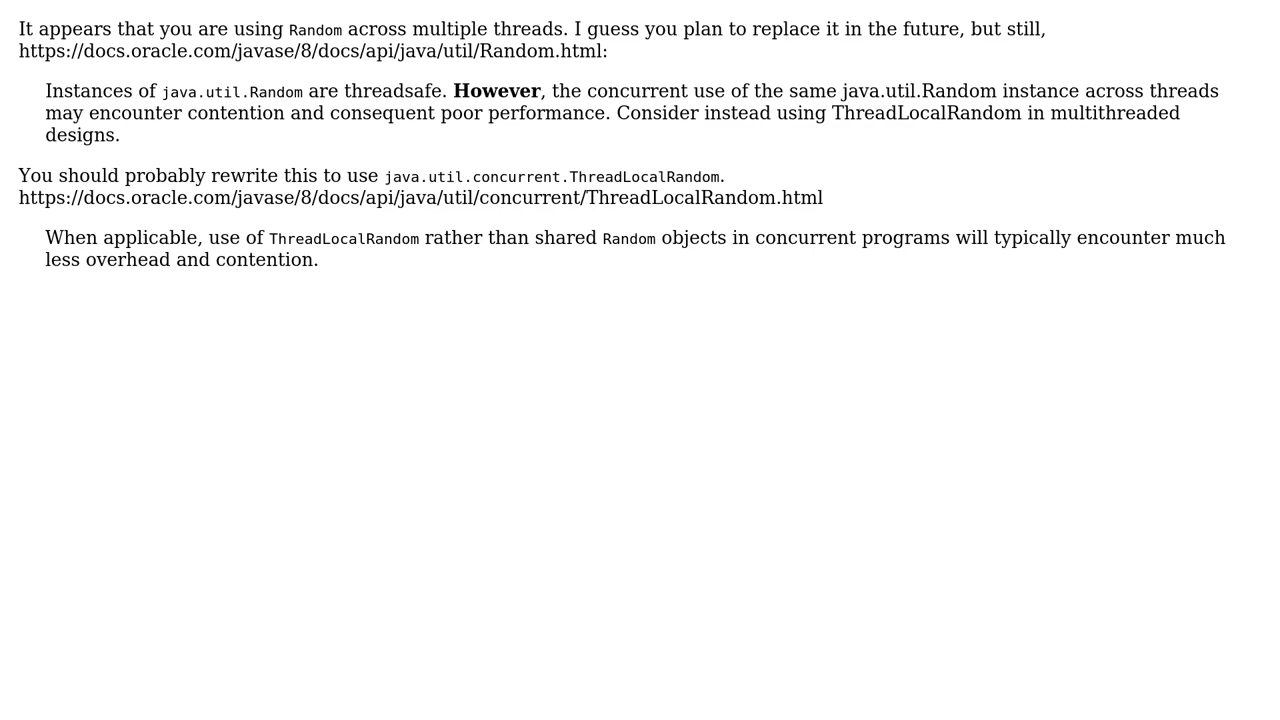 It appears that you are using Random across multiple threads. I guess you plan to replace it in the future, but still,
https://docs.oracle.com/javase/8/docs/api/java/util/Random.html:
Instances of java.util.Random are threadsafe. However, the concurrent use of the same java.util.Random instance across threads
may encounter contention and consequent poor performance. Consider instead using ThreadLocalRandom in multithreaded
designs.
You should probably rewrite this to use java.util.concurrent.ThreadLocalRandom.
https://docs.oracle.com/javase/8/docs/api/java/util/concurrent/ThreadLocalRandom.html
When applicable, use of ThreadLocalRandom rather than shared Random objects in concurrent programs will typically encounter much
less overhead and contention.